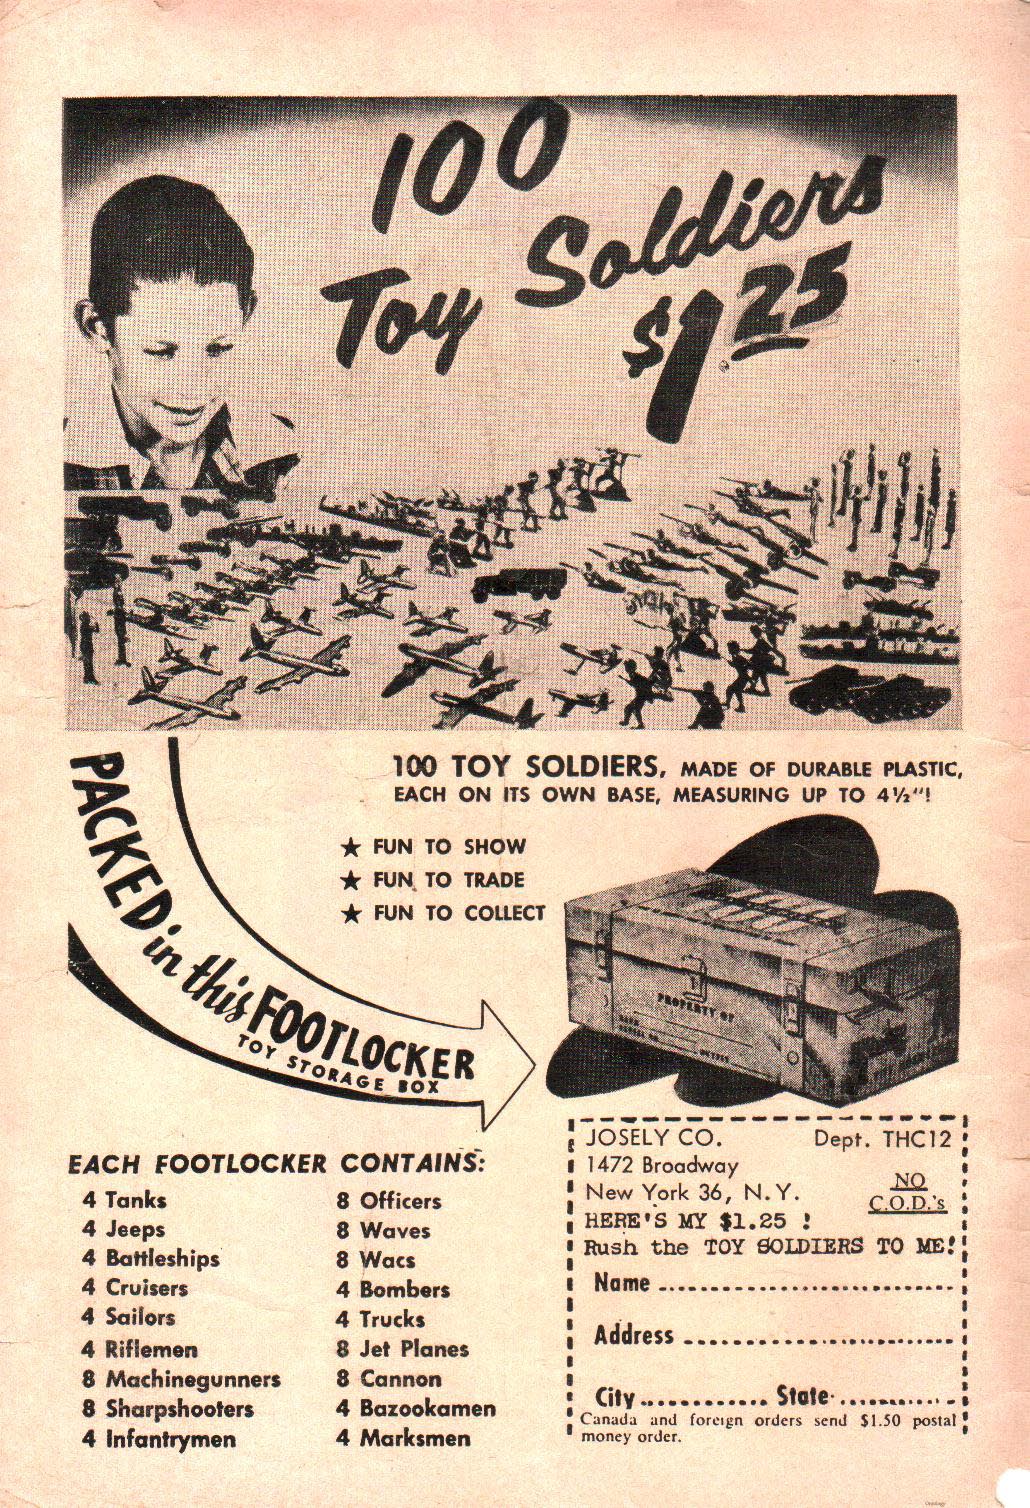 100
Toy Soldiers
$1.25
PACKED in this FOOTLOCKER
TOY STORAGE BOX
100 TOY SOLDIERS, MADE OF DURABLE PLASTIC,
EACH ON ITS OWN BASE, MEASURING UP TO 4½"!
★ FUN TO SHOW
★ FUN TO TRADE
★ FUN TO COLLECT
PROPERTY OF
EACH FOOTLOCKER CONTAINS:
4 Tanks
4 Jeeps
4 Battleships
4 Cruisers
4 Sailors
4 Riflemen
8 Machinegunners
8 Sharpshooters
4 Infantrymen
8 Officers
8 Waves
8 Wacs
4 Bombers
4 Trucks
8 Jet Planes
8 Cannon
4 Bazookamen
4 Marksmen
JOSELY CO. Dept. THC12
1472 Broadway
New York 36, N.Y.
NO
C.O.D.'s
HERE'S MY $1.25 !
Rush the TOY SOLDIERS TO ME!
Name
Address
City State
Canada and foreign orders send $1.50 postal
money order.